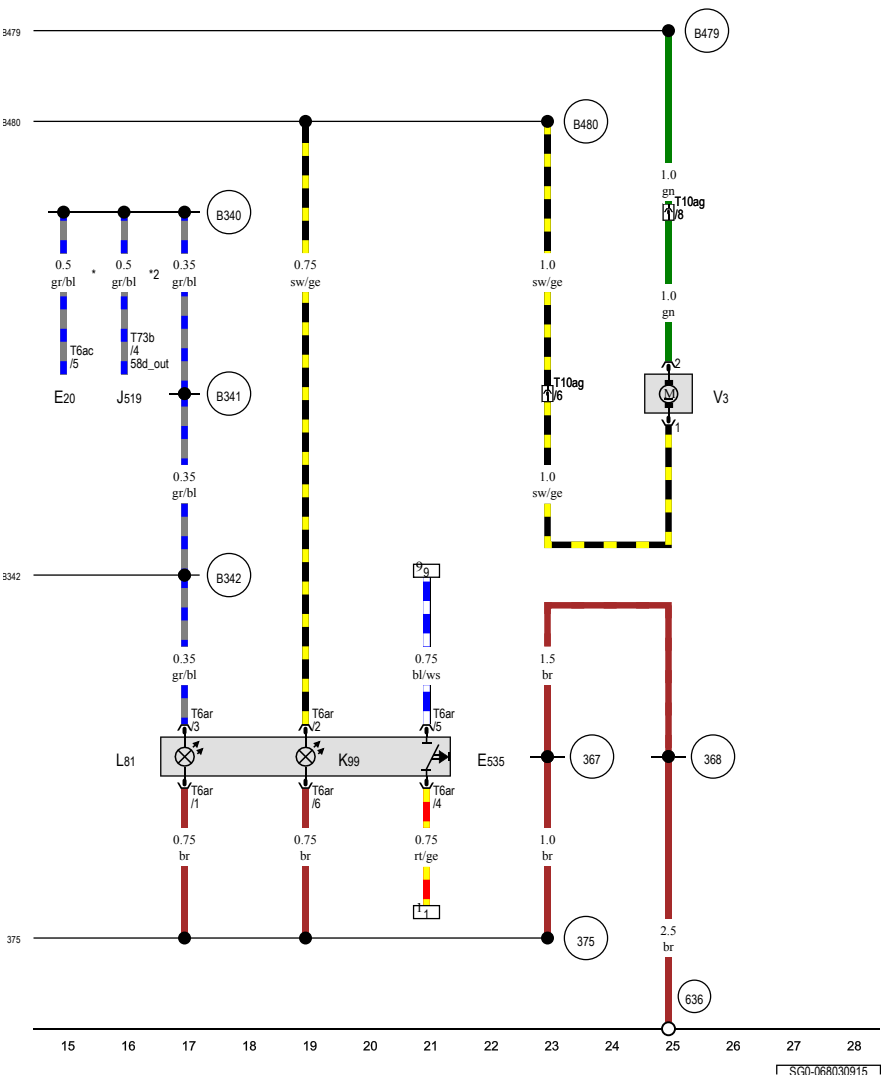 B479
B479
B480
B480
1.0
gn
T10ag
/8
B340
0.5
gr/bl
*
0.5
gr/bl
*2
0.35
gr/bl
0.75
sw/ge
1.0
sw/ge
1.0
gn
T6ac
/5
T73b
/4
58d_out
E20
J519
B341
T10ag
/6
2
M
V3
1
0.35
gr/bl
1.0
sw/ge
B342
B342
9
9
0.35
gr/bl
0.75
bl/ws
1.5
br
T6ar
/3
T6ar
/2
T6ar
/5
L81
K99
E535
367
368
T6ar
/1
T6ar
/6
T6ar
/4
0.75
br
0.75
br
0.75
rt/ge
1.0
br
1
1
375
375
2.5
br
636
15 16 17 18 19 20 21 22 23 24 25 26 27 28
SG0-068030915